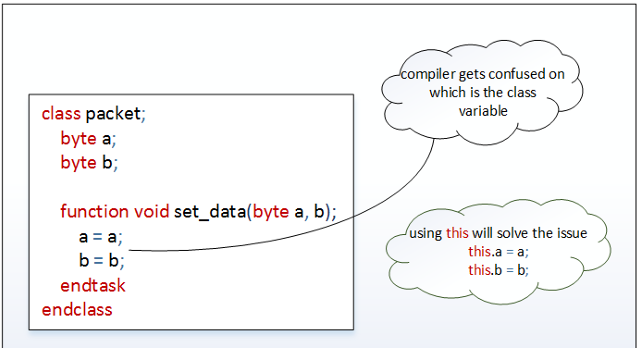 class packet;
byte a;
byte b;
function void set_data(byte a, b);
a = a;
b = b;
endtask
endclass
compiler gets confused on
which is the class
variable
using this will solve the issue
this.a = a;
this.b = b;